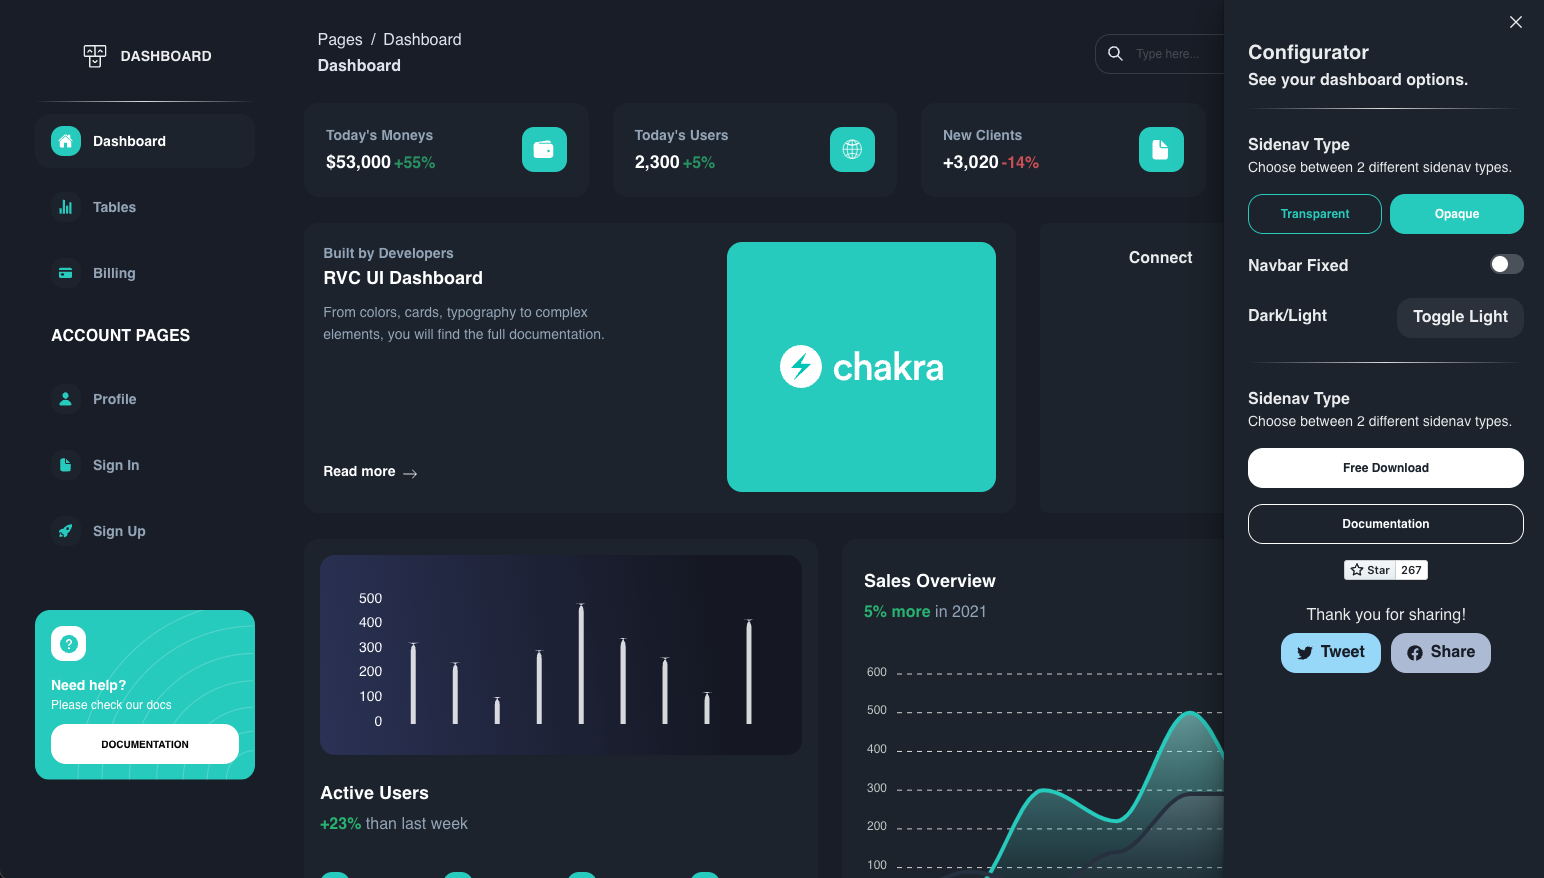 DASHBOARD
Dashboard
Tables
Billing
ACCOUNT PAGES
Profile
Sign In
Sign Up
?
Need help?
Please check our docs
DOCUMENTATION
Pages / Dashboard
Dashboard
Type here...
Today's Moneys
$53,000 +55%
Today's Users
2,300 +5%
New Clients
+3,020 -14%
Built by Developers
RVC UI Dashboard
From colors, cards, typography to complex
elements, you will find the full documentation.
Read more
chakra
Connect
500
400
300
200
100
0
Active Users
+23% than last week
Sales Overview
5% more in 2021
600
500
400
300
200
100
Configurator
See your dashboard options.
Sidenav Type
Choose between 2 different sidenav types.
Transparent
Opaque
Navbar Fixed
Dark/Light
Toggle Light
Sidenav Type
Choose between 2 different sidenav types.
Free Download
Documentation
Star 267
Thank you for sharing!
Tweet
Share